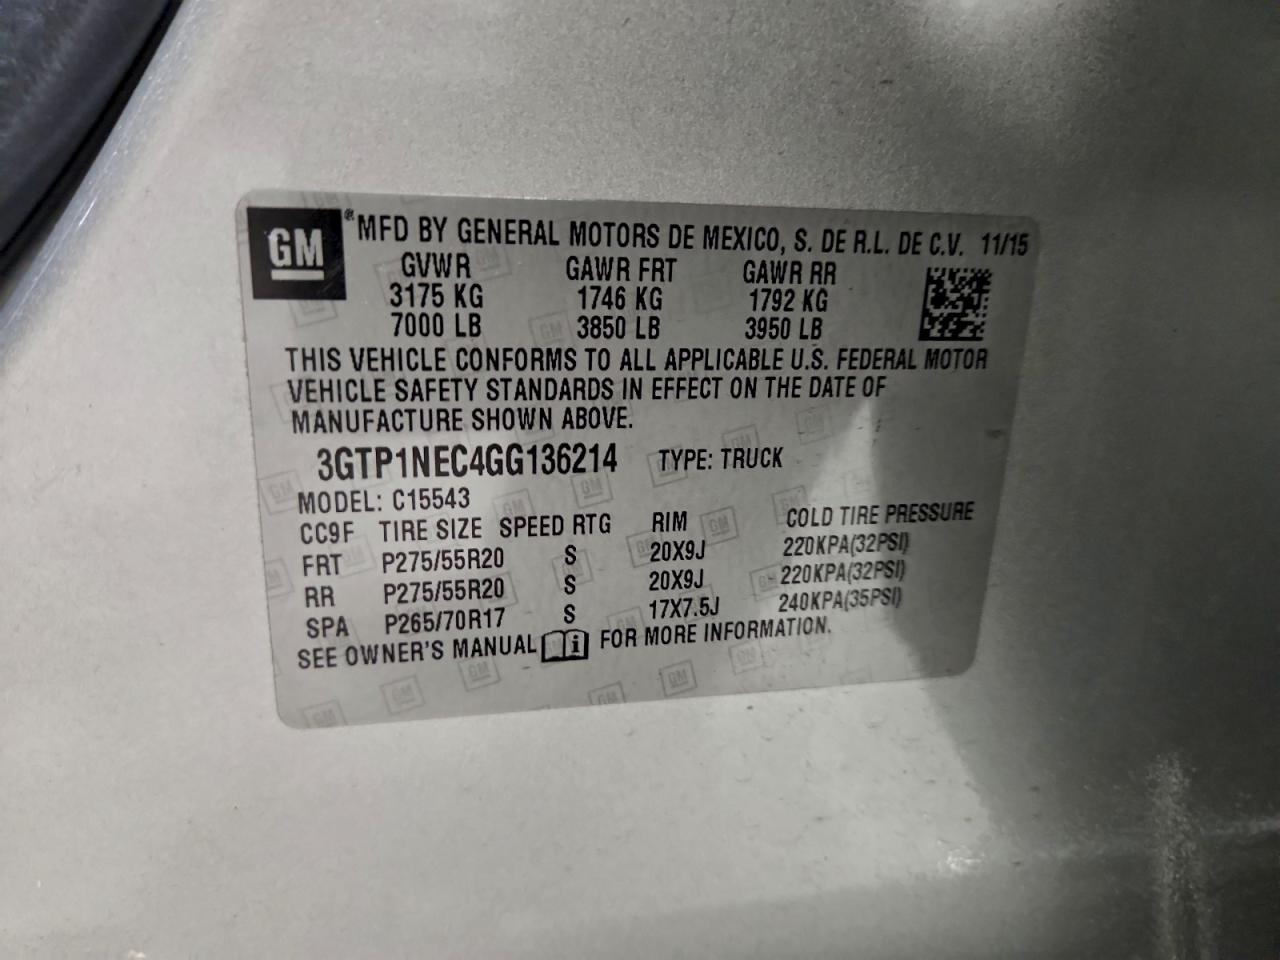 GM ® MFD BY GENERAL MOTORS DE MEXICO, S. DE R.L. DE C.V. 11/15
GVWR GAWR FRT GAWR RR
3175 KG 1746 KG 1792 KG
7000 LB 3850 LB 3950 LB
THIS VEHICLE CONFORMS TO ALL APPLICABLE U.S. FEDERAL MOTOR
VEHICLE SAFETY STANDARDS IN EFFECT ON THE DATE OF
MANUFACTURE SHOWN ABOVE.
3GTP1NEC4GG136214 TYPE: TRUCK
MODEL: C15543
CC9F TIRE SIZE SPEED RTG RIM COLD TIRE PRESSURE
FRT P275/55R20 S 20X9J 220KPA(32PSI)
RR P275/55R20 S 20X9J 220KPA(32PSI)
SPA P265/70R17 S 17X7.5J 240KPA(35PSI)
SEE OWNER'S MANUAL i FOR MORE INFORMATION.